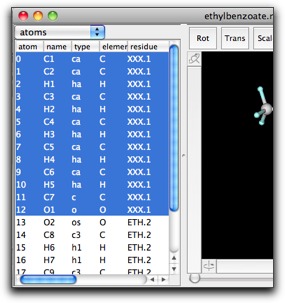 ethylbenzoate.r
atoms
Rot Trans Scal
atom name type elemer residue
0 C1 ca C XXX.1
1 C2 ca C XXX.1
2 H1 ha H XXX.1
3 C3 ca C XXX.1
4 H2 ha H XXX.1
5 C4 ca C XXX.1
6 H3 ha H XXX.1
7 C5 ca C XXX.1
8 H4 ha H XXX.1
9 C6 ca C XXX.1
10 H5 ha H XXX.1
11 C7 c C XXX.1
12 O1 o O XXX.1
13 O2 os O ETH.2
14 C8 c3 C ETH.2
15 H6 h1 H ETH.2
16 H7 h1 H ETH.2
17 C9 c3 C ETH.2